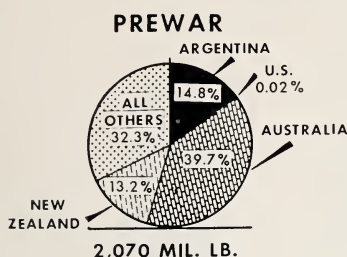 PREWAR
ARGENTINA
14.8%
U.S.
0.02%
AUSTRALIA
39.7%
NEW
ZEALAND
13.2%
ALL
OTHERS
32.3%
2,070 MIL. LB.